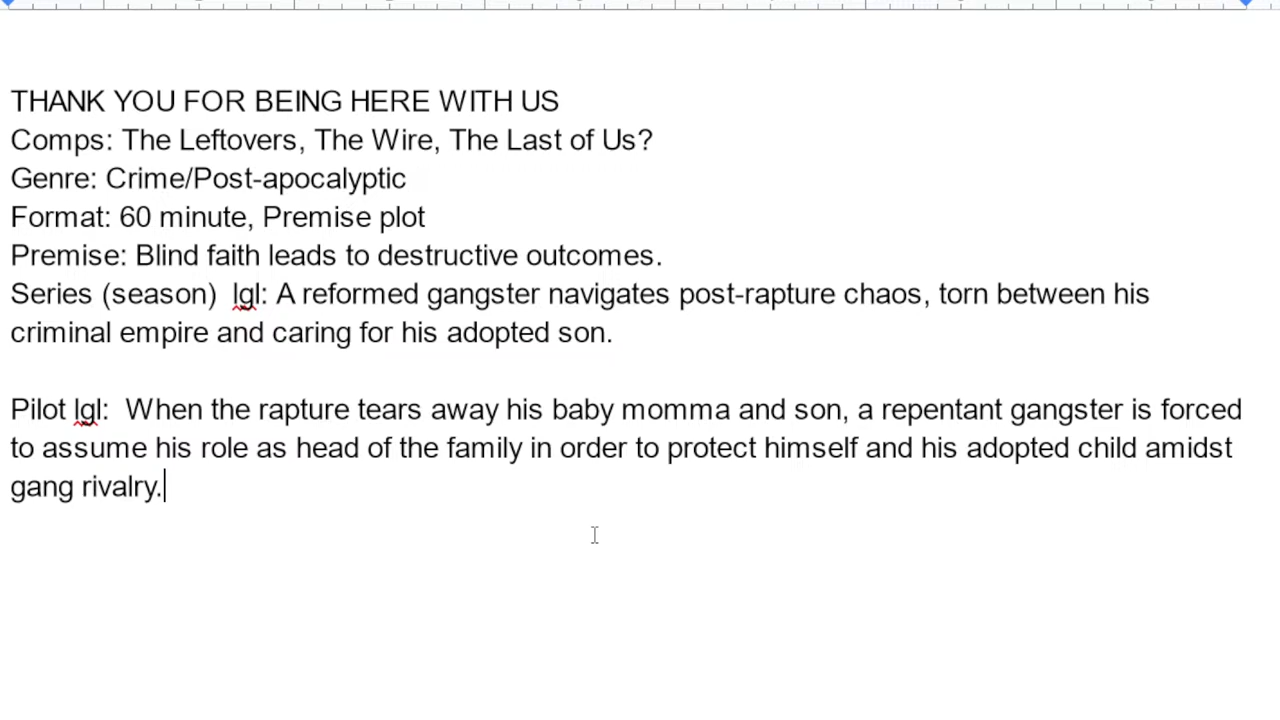 THANK YOU FOR BEING HERE WITH US
Comps: The Leftovers, The Wire, The Last of Us?
Genre: Crime/Post-apocalyptic
Format: 60 minute, Premise plot
Premise: Blind faith leads to destructive outcomes.
Series (season)  lgl: A reformed gangster navigates post-rapture chaos, torn between his
criminal empire and caring for his adopted son.
Pilot lgl:  When the rapture tears away his baby momma and son, a repentant gangster is forced
to assume his role as head of the family in order to protect himself and his adopted child amidst
gang rivalry.